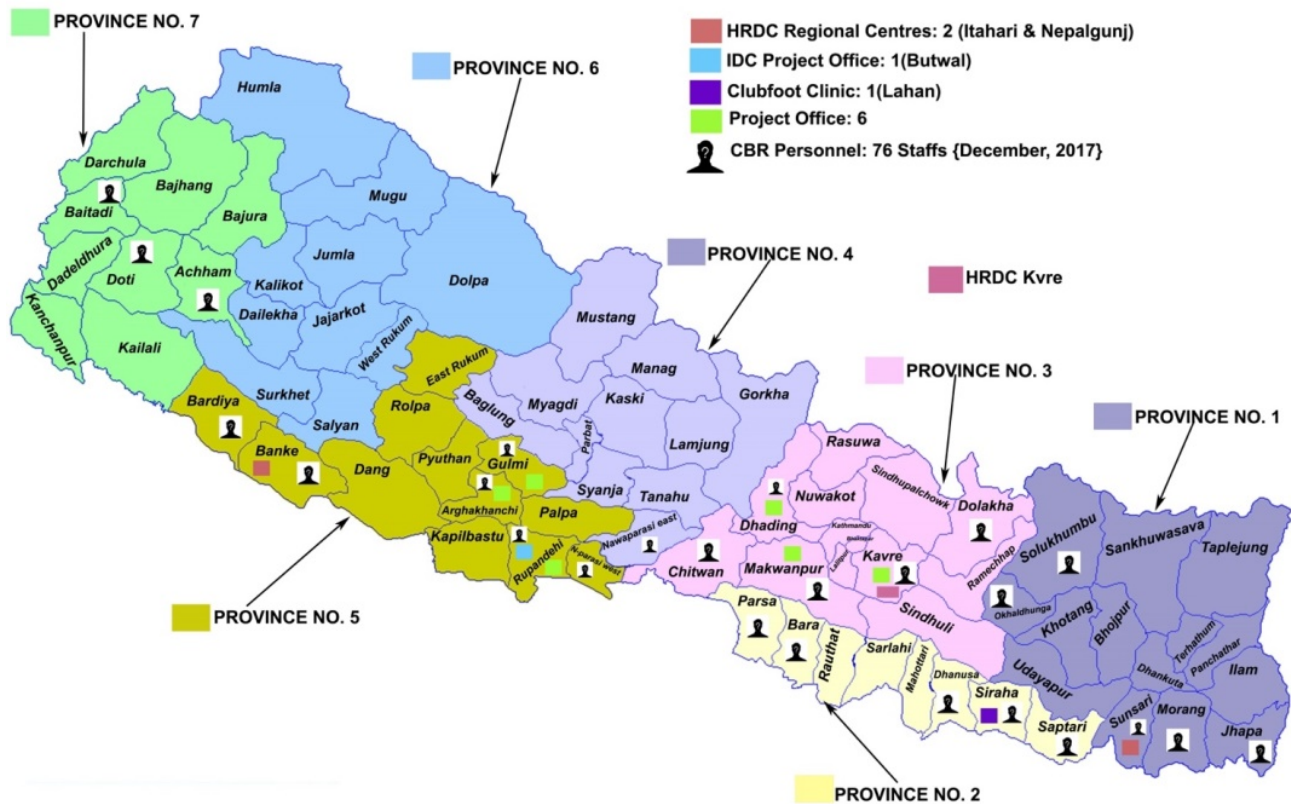 PROVINCE NO. 7
PROVINCE NO. 6
HRDC Regional Centres: 2 (Itahari & Nepalgunj)
IDC Project Office: 1(Butwal)
Clubfoot Clinic: 1(Lahan)
Project Office: 6
CBR Personnel: 76 Staffs {December, 2017}
PROVINCE NO. 4
HRDC Kvre
PROVINCE NO. 3
PROVINCE NO. 1
PROVINCE NO. 5
PROVINCE NO. 2
Humla
Darchula
Bajhang
Baitadi
Bajura
Mugu
Dadeldhura
Doti
Achham
Jumla
Kalikot
Dolpa
Kanchanpur
Kailali
Dailekha
Jajarkot
West Rukum
Surkhet
Salyan
Mustang
Manag
Gorkha
Kaski
Myagdi
Baglung
Parbat
Lamjung
Syanja
Tanahu
Nawaparasi east
East Rukum
Rolpa
Bardiya
Banke
Dang
Pyuthan
Gulmi
Arghakhanchi
Palpa
Kapilbastu
Rupandehi
N-parasi west
Rasuwa
Sindhupalchowk
Nuwakot
Dolakha
Dhading
Kathmandu
Lalitpur
Kavre
Ramechhap
Chitwan
Makwanpur
Sindhuli
Parsa
Bara
Rauthat
Sarlahi
Mahottari
Dhanusa
Siraha
Saptari
Solukhumbu
Sankhuwasava
Taplejung
Okhaldhunga
Khotang
Bhojpur
Terhathum
Panchathar
Dhankuta
Ilam
Udayapur
Sunsari
Morang
Jhapa